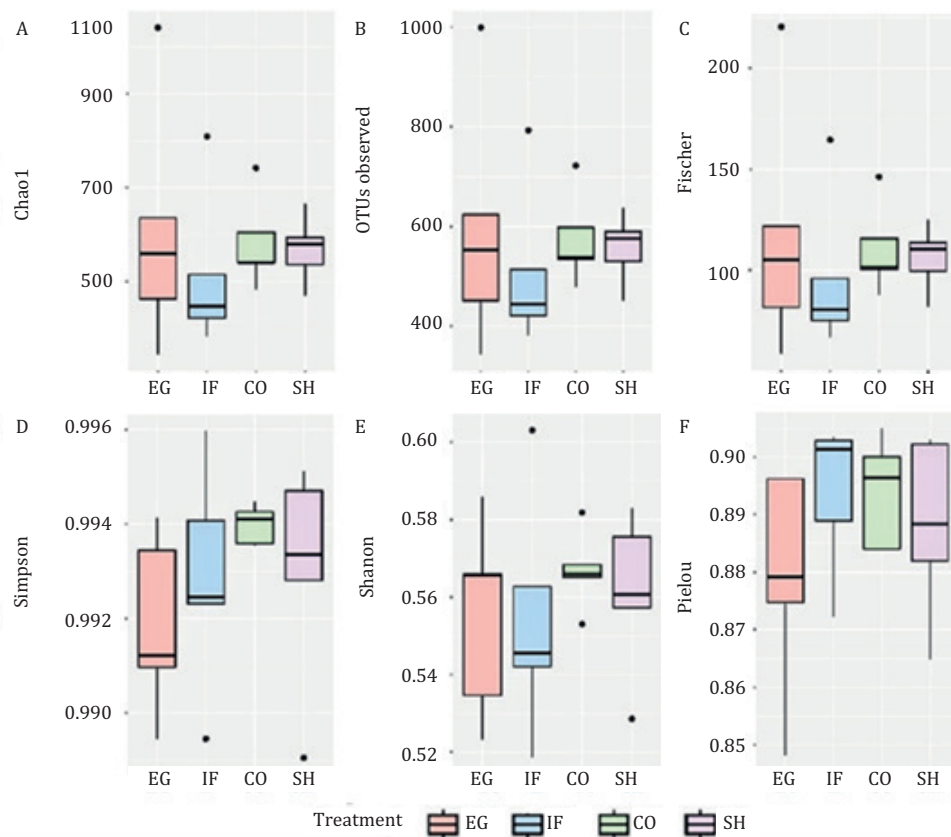 A
Chao1
1100
900
700
500
EG IF CO SH
B
OTUs observed
1000
800
600
400
EG IF CO SH
C
Fischer
200
150
100
EG IF CO SH
D
Simpson
0.996
0.994
0.992
0.990
EG IF CO SH
E
Shanon
0.60
0.58
0.56
0.54
0.52
EG IF CO SH
F
Pielou
0.90
0.89
0.88
0.87
0.86
0.85
EG IF CO SH
Treatment EG IF CO SH